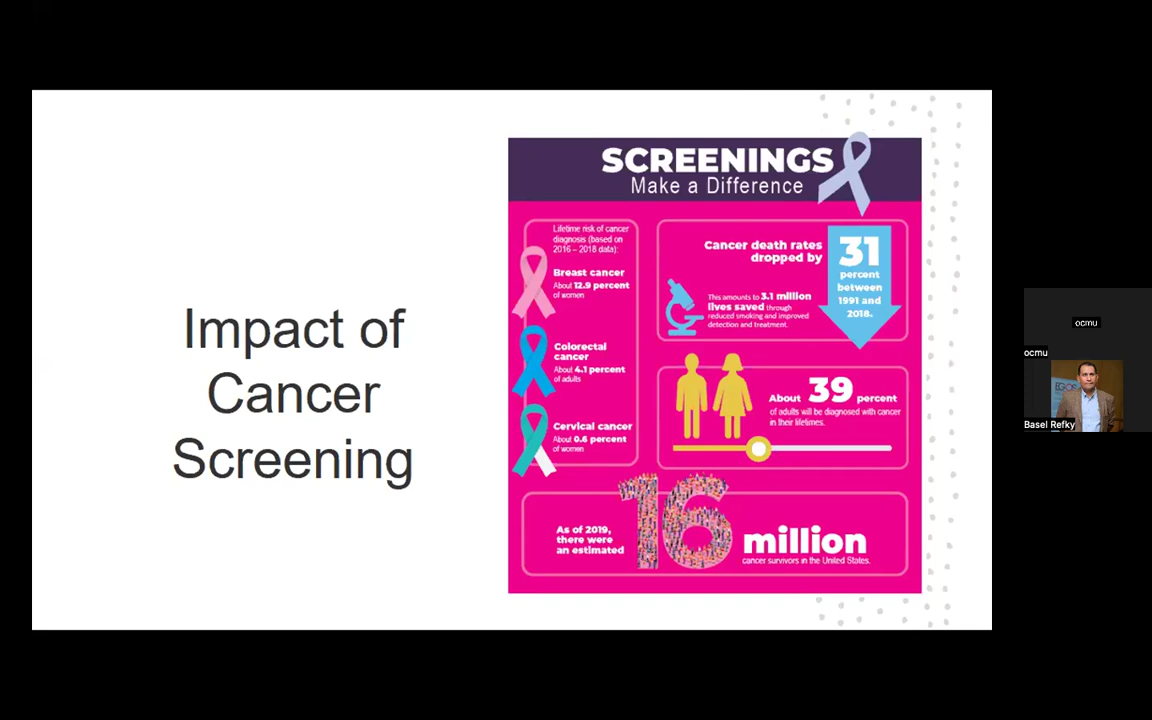 Impact of
Cancer
Screening
SCREENINGS
Make a Difference
Lifetime risk of cancer
diagnosis (based on
2016 – 2018 data):
Breast cancer
About 12.9 percent
of women
Colorectal
cancer
About 4.1 percent
of adults
Cervical cancer
About 0.6 percent
of women
Cancer death rates
dropped by
31
percent
between
1991 and
2018.
This amounts to 3.1 million
lives saved through
reduced smoking and improved
detection and treatment.
About 39 percent
of adults will be diagnosed with cancer
in their lifetimes.
As of 2019,
there were
an estimated
16 million
cancer survivors in the United States.
ocmu
ocmu
Basel Refky